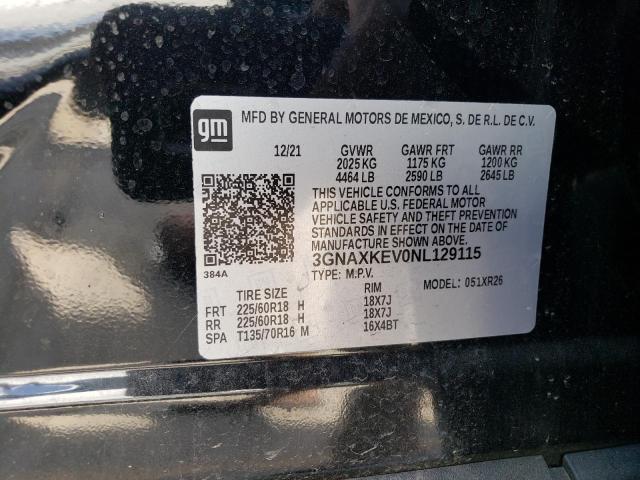 gm
MFD BY GENERAL MOTORS DE MEXICO, S. DE R.L. DE C.V.
12/21 GVWR GAWR FRT GAWR RR
2025 KG 1175 KG 1200 KG
4464 LB 2590 LB 2645 LB
THIS VEHICLE CONFORMS TO ALL
APPLICABLE U.S. FEDERAL MOTOR
VEHICLE SAFETY AND THEFT PREVENTION
STANDARDS IN EFFECT ON THE DATE OF
MANUFACTURE SHOWN ABOVE.
3GNAXKEV0NL129115
384A
TYPE: M.P.V. MODEL: 051XR26
TIRE SIZE RIM
FRT 225/60R18 H 18X7J
RR 225/60R18 H 18X7J
SPA T135/70R16 M 16X4BT